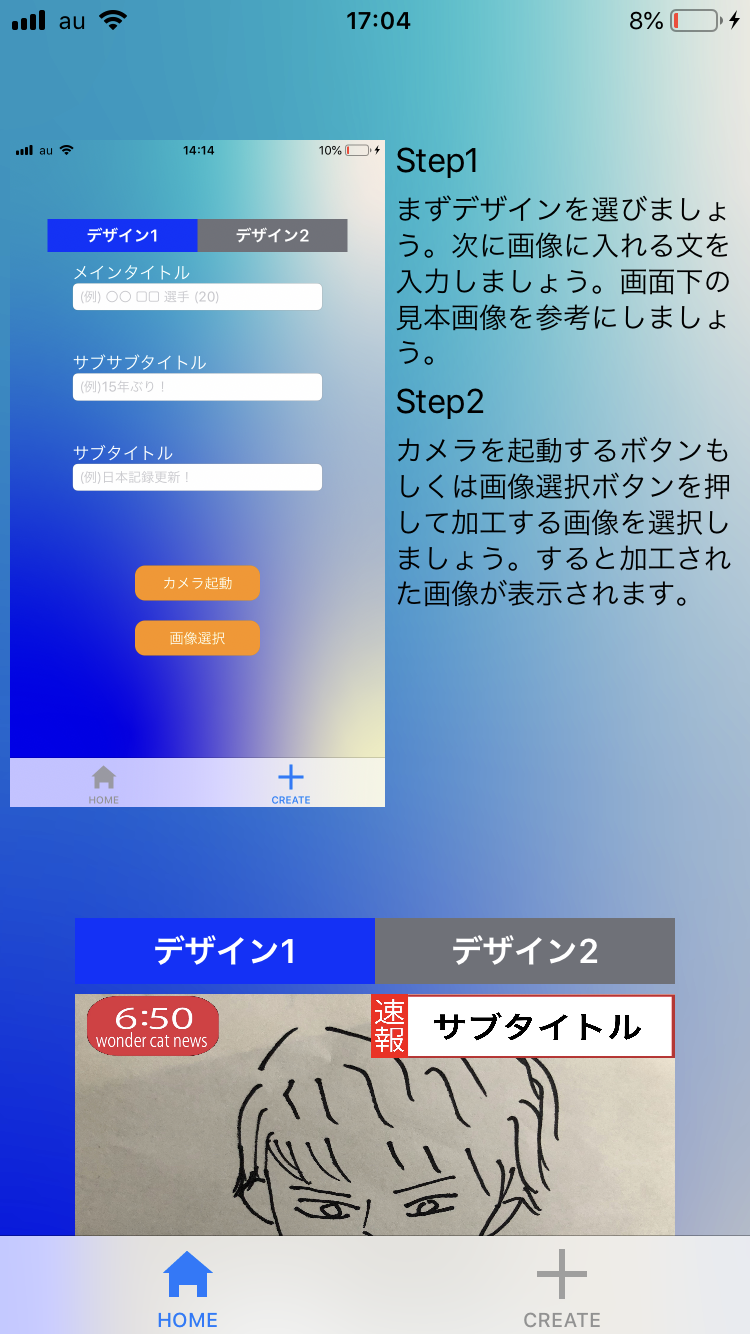 au 17:04 8%
au 14:14 10%
デザイン1 デザイン2
メインタイトル
(例) 〇〇 □□ 選手 (20)
サブサブタイトル
(例)15年ぶり！
サブタイトル
(例)日本記録更新！
カメラ起動
画像選択
HOME CREATE
Step1
まずデザインを選びましょ
う。次に画像に入れる文を
入力しましょう。画面下の
見本画像を参考にしましょ
う。
Step2
カメラを起動するボタンも
しくは画像選択ボタンを押
して加工する画像を選択し
ましょう。すると加工され
た画像が表示されます。
デザイン1 デザイン2
6:50
wonder cat news
速報
サブタイトル
HOME CREATE